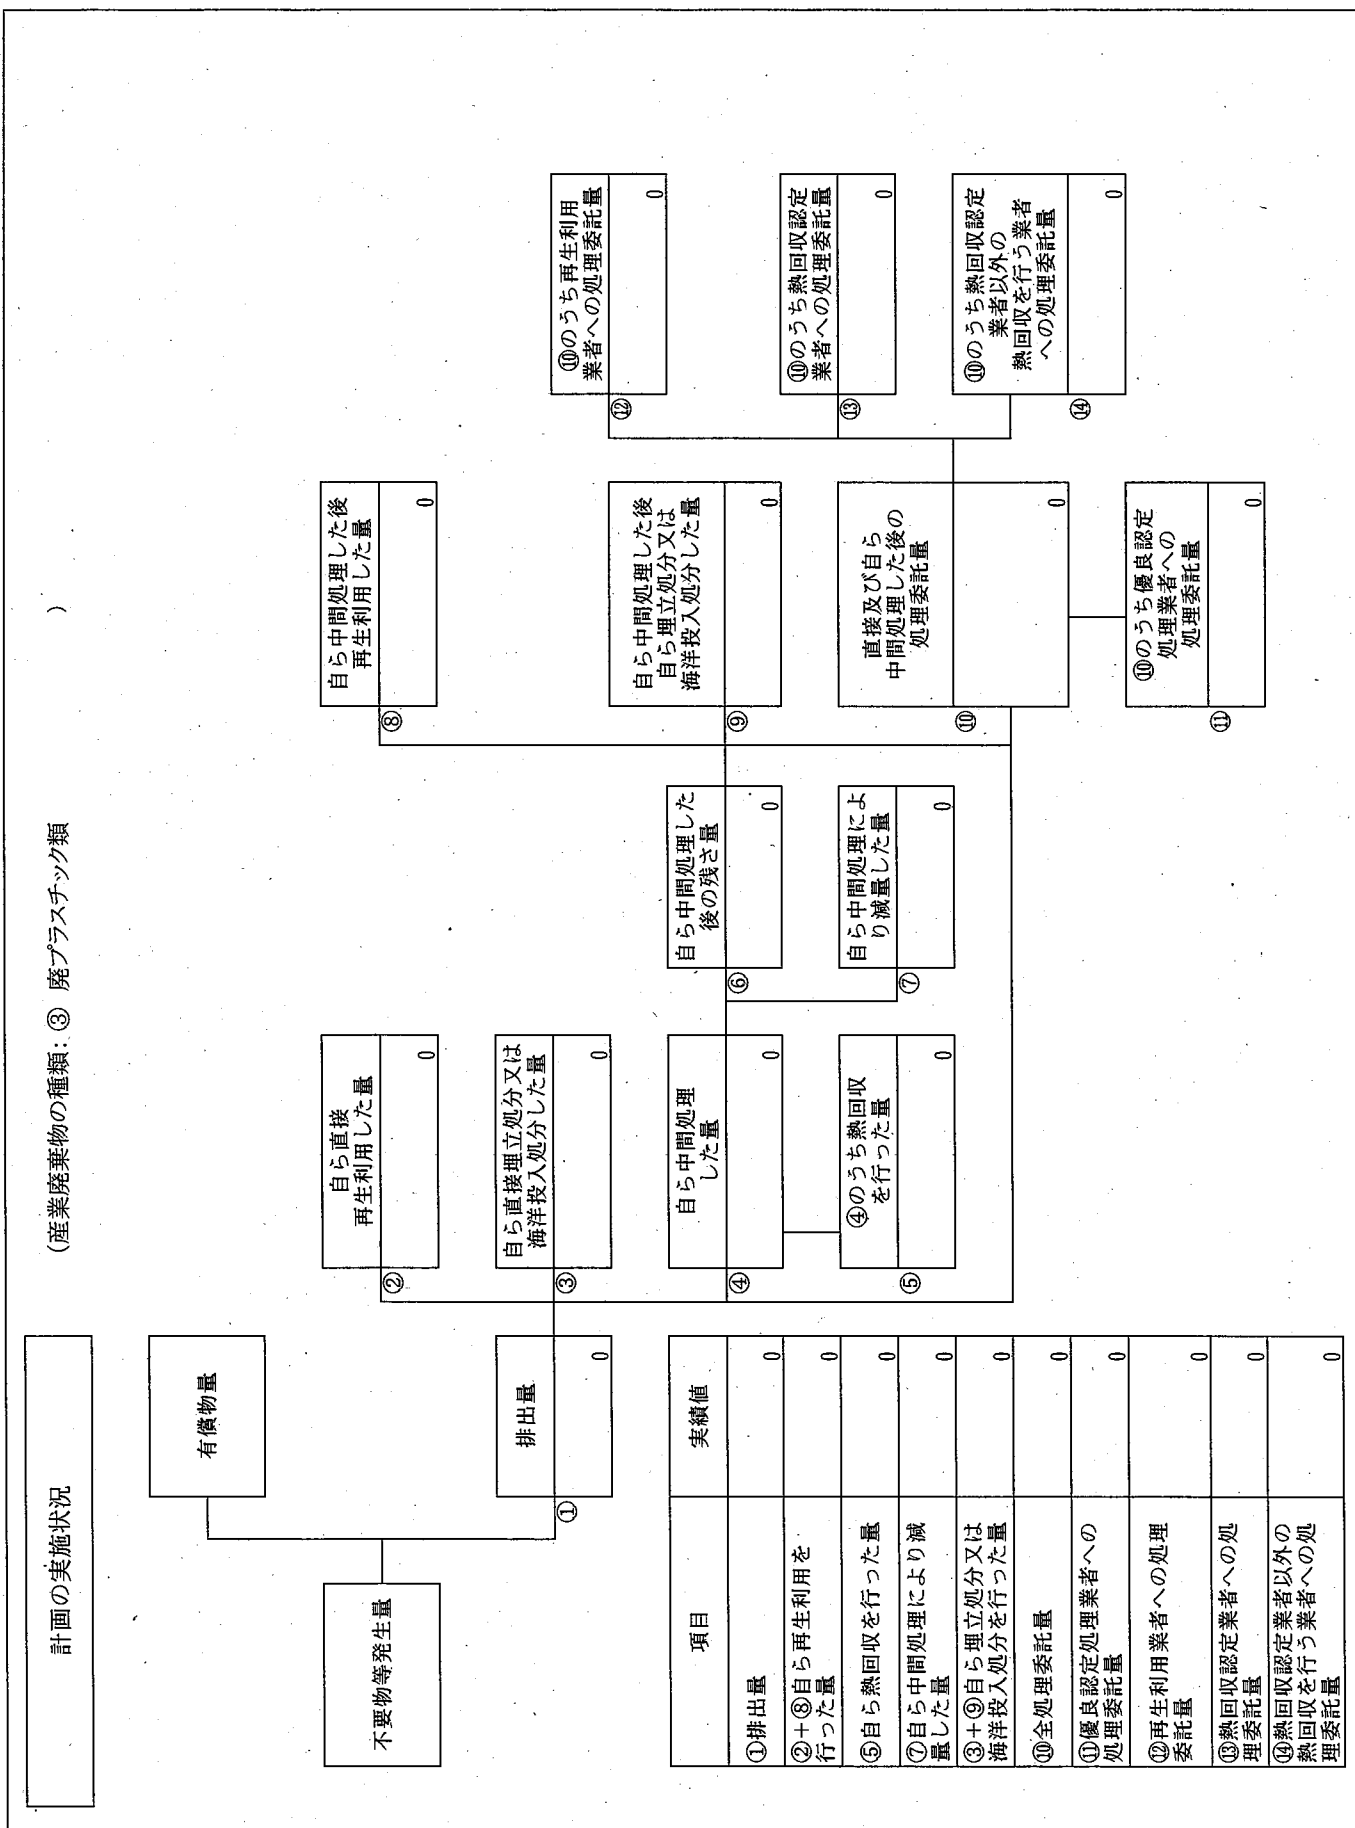 計画の実施状況
(産業廃棄物の種類：③ 廃プラスチック類 )
不要物等発生量
有償物量
排出量
①
0
自ら直接
再生利用した量
②
0
自ら直接埋立処分又は
海洋投入処分した量
③
0
自ら中間処理
した量
④
0
④のうち熱回収
を行った量
⑤
0
自ら中間処理した
後の残さ量
⑥
0
自ら中間処理によ
り減量した量
⑦
0
自ら中間処理した後
再生利用した量
⑧
0
自ら中間処理した後
自ら埋立処分又は
海洋投入処分した量
⑨
0
直接及び自ら
中間処理した後の
処理委託量
⑩
0
⑩のうち優良認定
処理業者への
処理委託量
⑪
0
⑩のうち再生利用
業者への処理委託量
⑫
0
⑩のうち熱回収認定
業者への処理委託量
⑬
0
⑩のうち熱回収認定
業者以外の
熱回収を行う業者
への処理委託量
⑭
0
項目 実績値
①排出量 0
②+⑧自ら再生利用を
行った量 0
⑤自ら熱回収を行った量 0
⑦自ら中間処理により減
量した量 0
③+⑨自ら埋立処分又は
海洋投入処分を行った量 0
⑩全処理委託量 0
⑪優良認定処理業者への
処理委託量 0
⑫再生利用業者への処理
委託量 0
⑬熱回収認定業者への処
理委託量 0
⑭熱回収認定業者以外の
熱回収を行う業者への処
理委託量 0